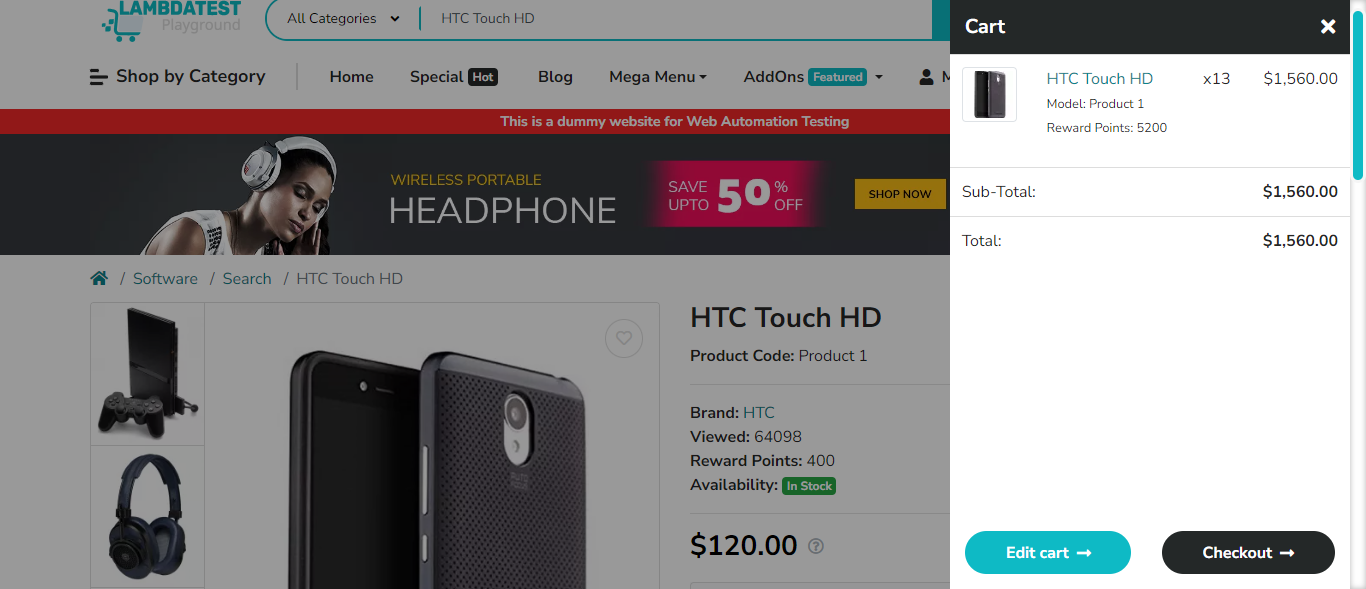 LAMBDATEST
Playground
All Categories
HTC Touch HD
Shop by Category
Home
Special Hot
Blog
Mega Menu
AddOns Featured
M
This is a dummy website for Web Automation Testing
WIRELESS PORTABLE
HEADPHONE
SAVE
UPTO
50
%
OFF
SHOP NOW
/ Software / Search / HTC Touch HD
HTC Touch HD
Product Code: Product 1
Brand: HTC
Viewed: 64098
Reward Points: 400
Availability: In Stock
$120.00
Cart
HTC Touch HD x13 $1,560.00
Model: Product 1
Reward Points: 5200
Sub-Total: $1,560.00
Total: $1,560.00
Edit cart
Checkout